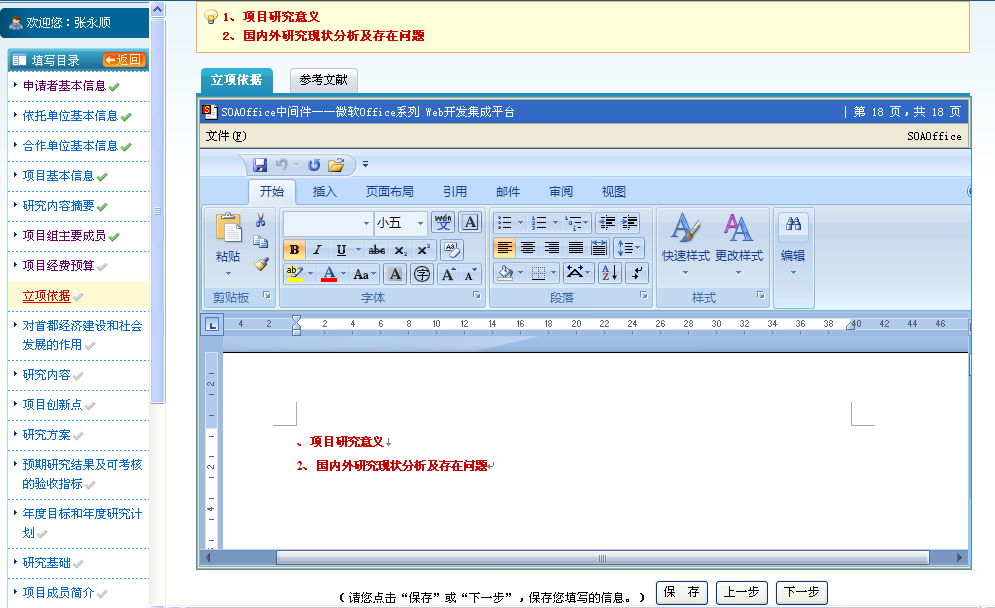 欢迎您：张永顺
填写目录
返回
申请者基本信息
依托单位基本信息
合作单位基本信息
项目基本信息
研究内容摘要
项目组主要成员
项目经费预算
立项依据
对首都经济建设和社会
发展的作用
研究内容
项目创新点
研究方案
预期研究结果及可考核
的验收指标
年度目标和年度研究计
划
研究基础
项目成员简介
1、项目研究意义
2、国内外研究现状分析及存在问题
立项依据 参考文献
SOAOffice中间件——微软Office系列 Web开发集成平台 | 第 18 页，共 18 页
文件(F) SOAOffice
开始 插入 页面布局 引用 邮件 审阅 视图
粘贴
剪贴板
小五 wén 文 A
B I U abc x₂ x² AB
aby A Aa A 字 A A
字体
段落
快速样式 更改样式
样式
编辑
L 4 2 2 4 6 8 10 12 14 16 18 20 22 24 26 28 30 32 34 36 38 40 42 44 46
2
2
4
、项目研究意义
2、国内外研究现状分析及存在问题
（请您点击“保存”或“下一步”，保存您填写的信息。） 保 存 上一步 下一步